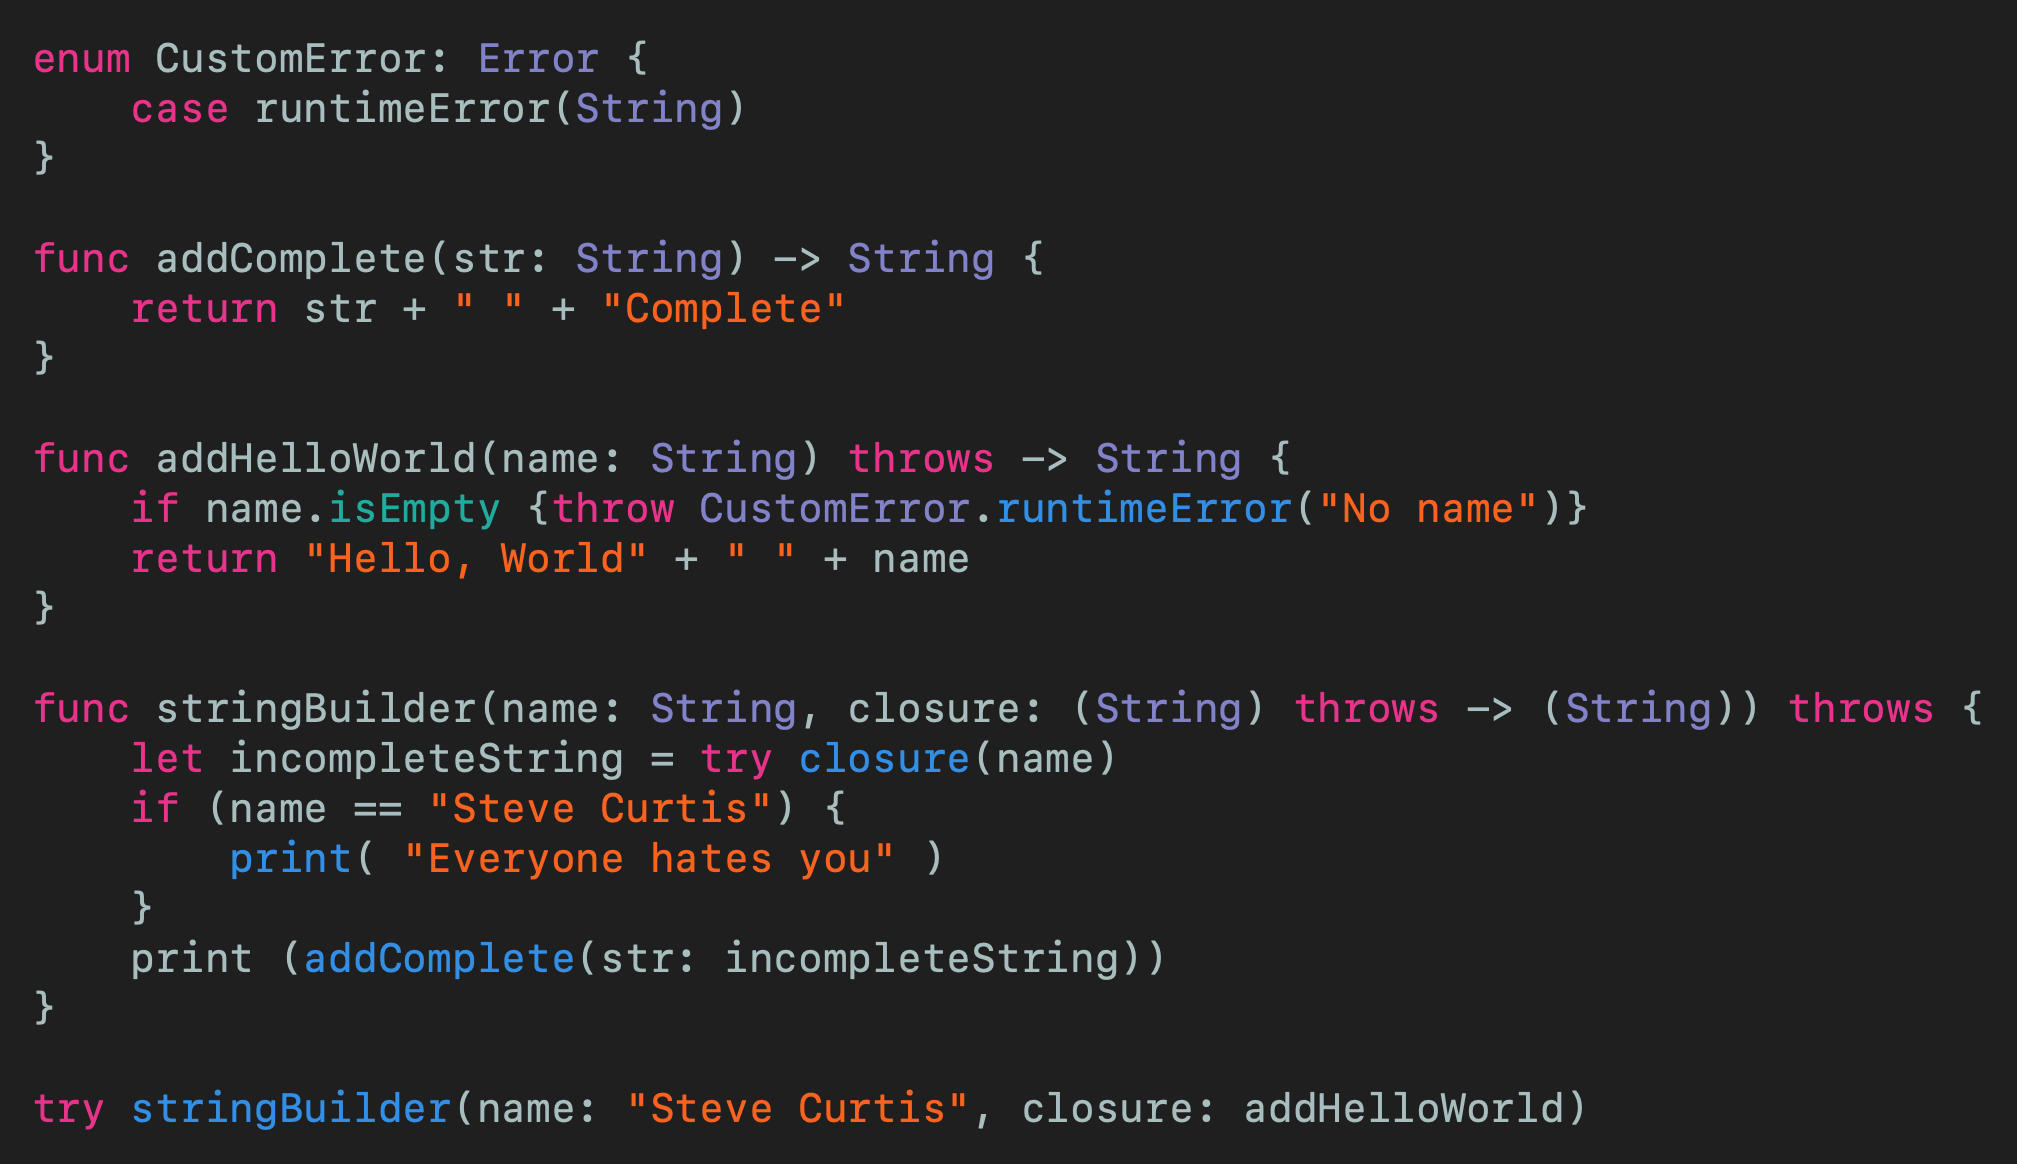 enum CustomError: Error {
    case runtimeError(String)
}

func addComplete(str: String) -> String {
    return str + " " + "Complete"
}

func addHelloWorld(name: String) throws -> String {
    if name.isEmpty {throw CustomError.runtimeError("No name")}
    return "Hello, World" + " " + name
}

func stringBuilder(name: String, closure: (String) throws -> (String)) throws {
    let incompleteString = try closure(name)
    if (name == "Steve Curtis") {
        print( "Everyone hates you" )
    }
    print (addComplete(str: incompleteString))
}

try stringBuilder(name: "Steve Curtis", closure: addHelloWorld)